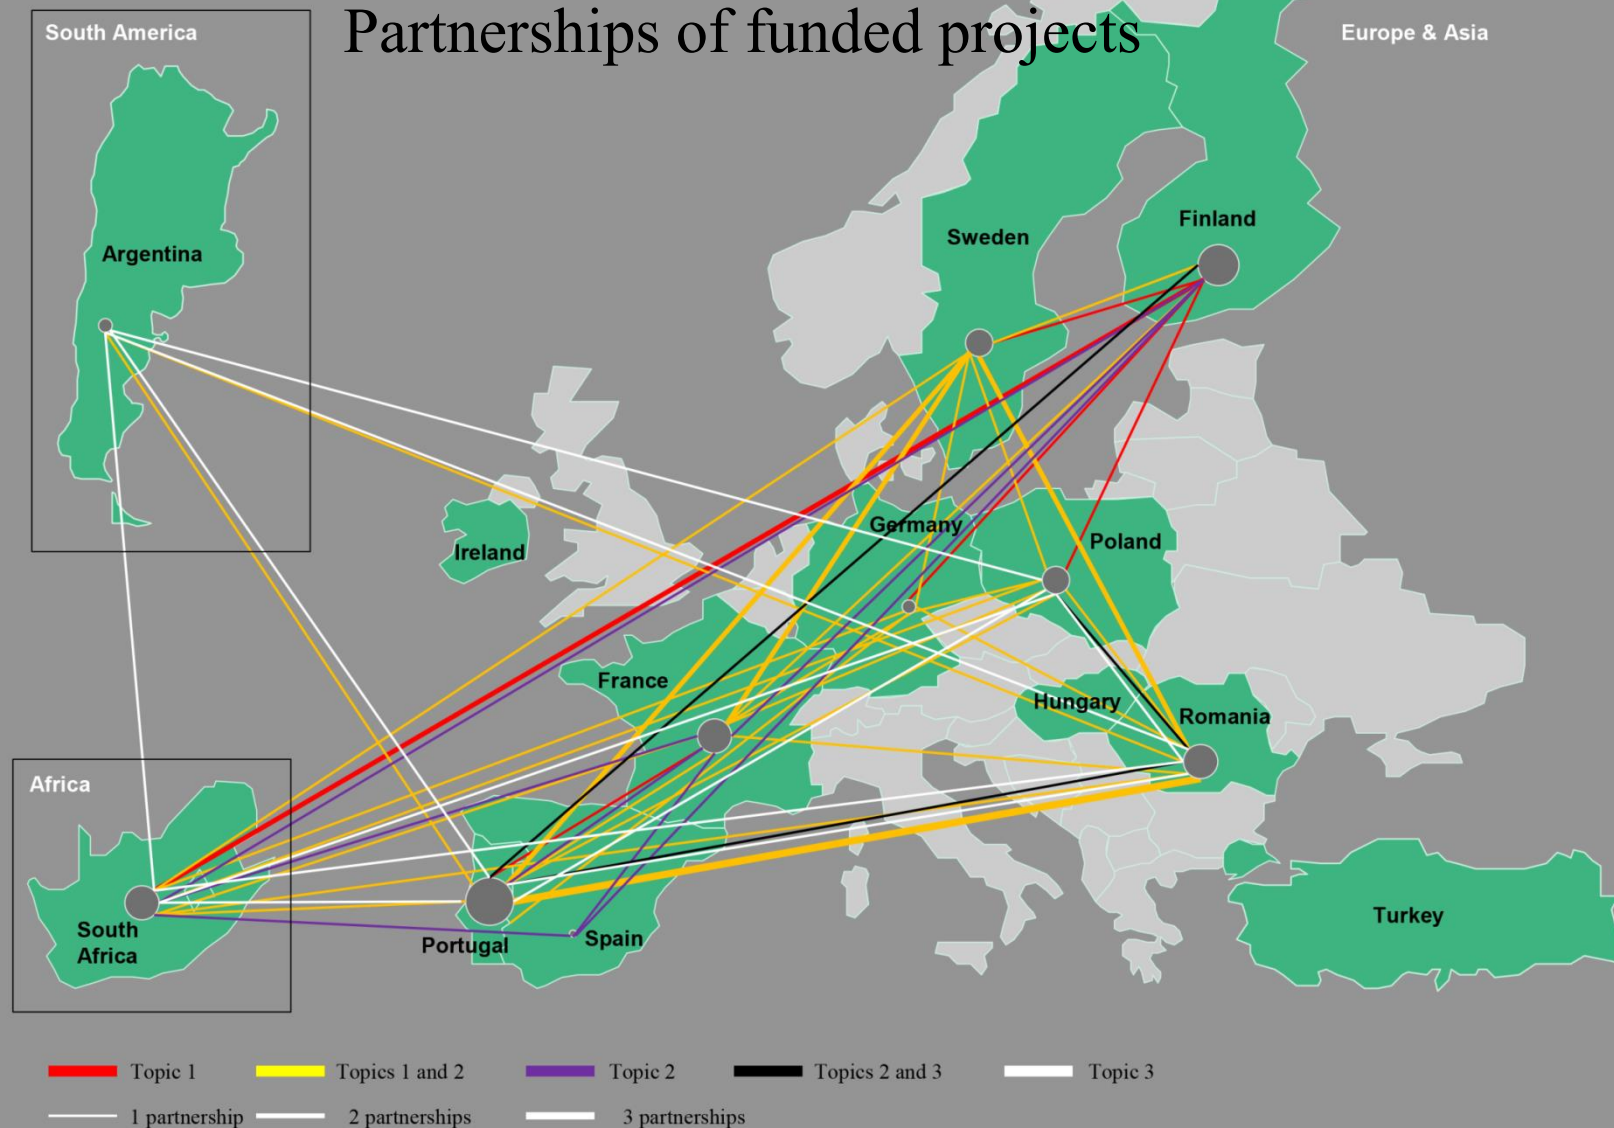 Partnerships of funded projects
South America
Europe & Asia
Argentina
Finland
Sweden
Germany
Poland
Ireland
France
Hungary
Romania
Africa
South
Africa
Portugal
Spain
Turkey
Topic 1
Topics 1 and 2
Topic 2
Topics 2 and 3
Topic 3
1 partnership
2 partnerships
3 partnerships